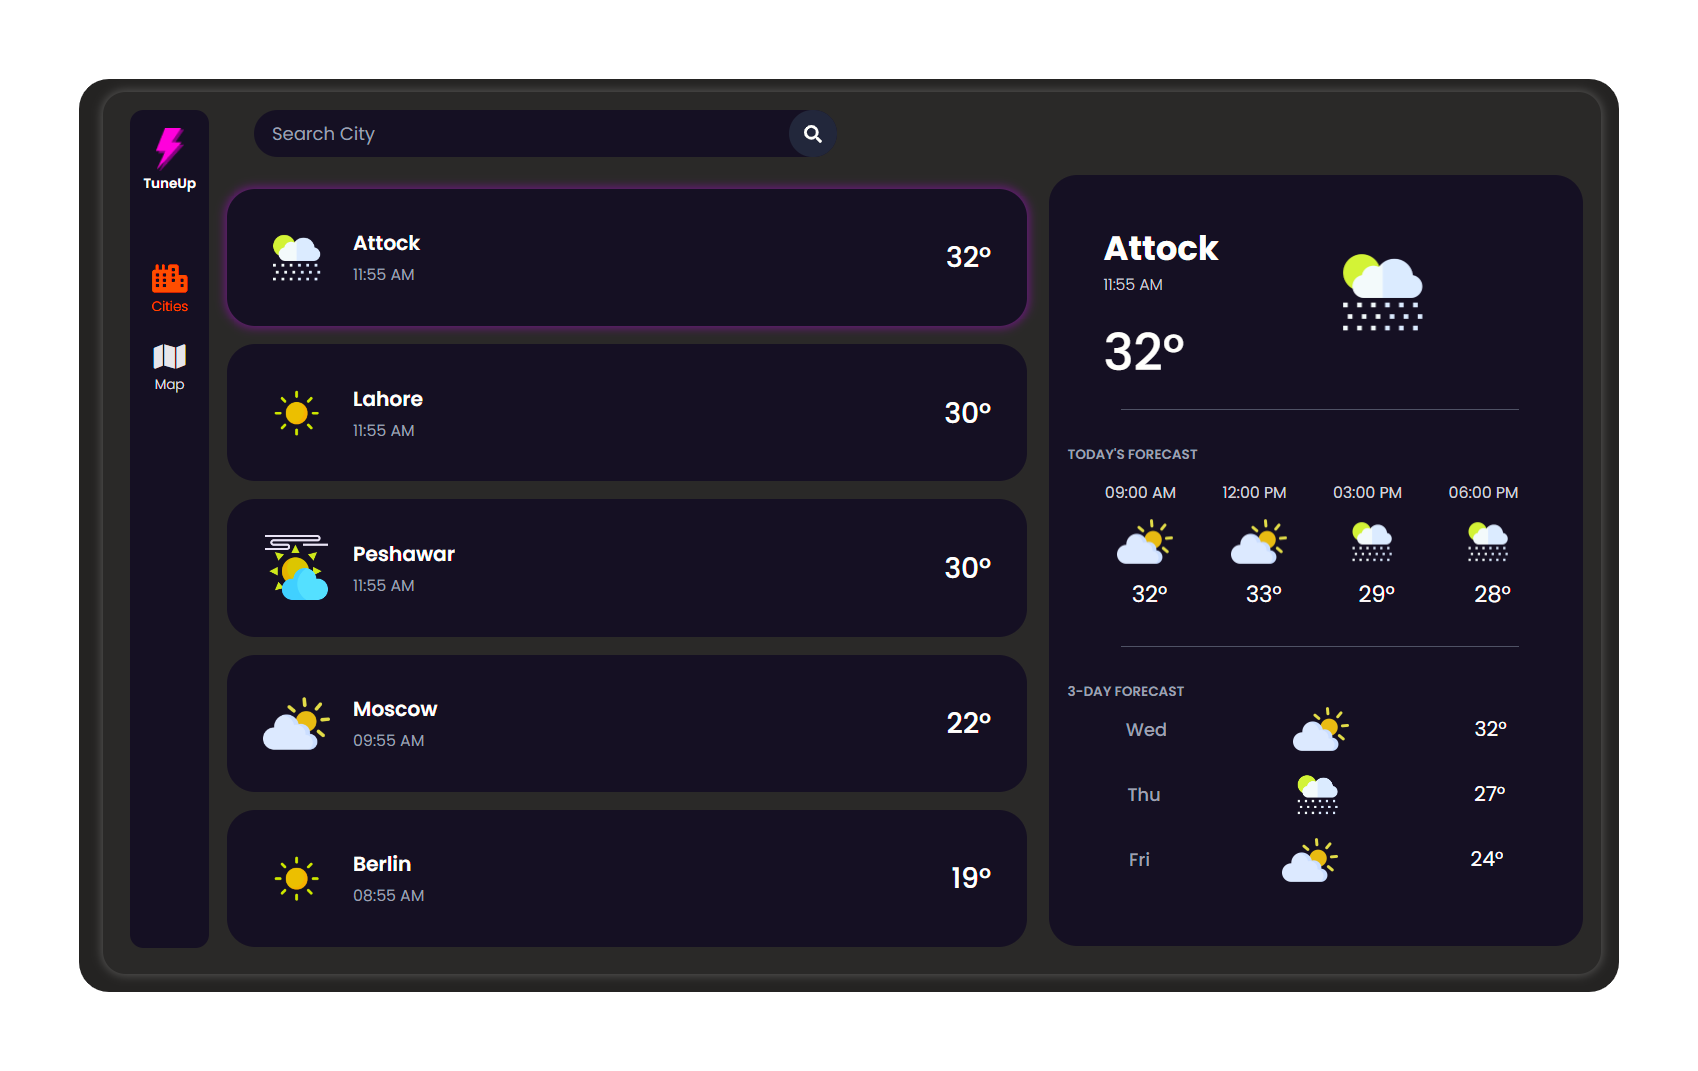 TuneUp
Cities
Map
Search City
Attock
11:55 AM
32°
Lahore
11:55 AM
30°
Peshawar
11:55 AM
30°
Moscow
09:55 AM
22°
Berlin
08:55 AM
19°
Attock
11:55 AM
32°
TODAY'S FORECAST
09:00 AM 12:00 PM 03:00 PM 06:00 PM
32° 33° 29° 28°
3-DAY FORECAST
Wed 32°
Thu 27°
Fri 24°